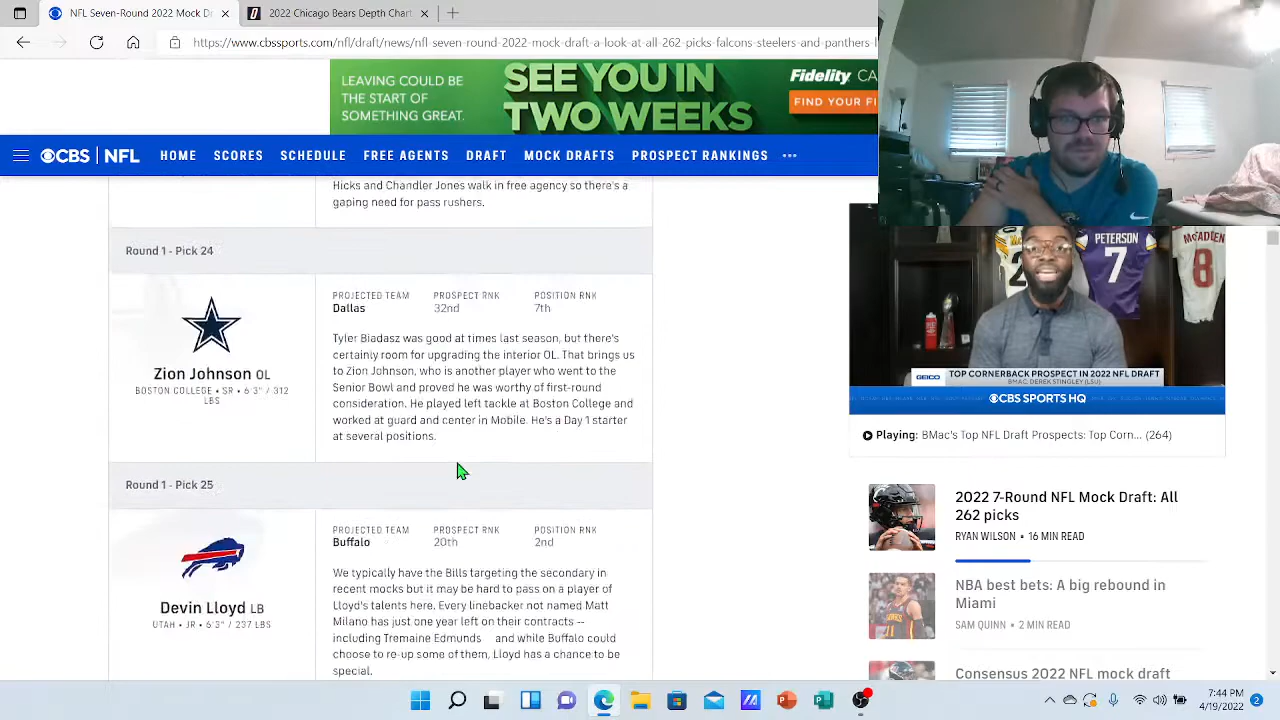 NFL Seven-Round 2022 Mock Dra
2022 Chicago Bears Depth Chart
https://www.cbssports.com/nfl/draft/news/nfl-seven-round-2022-mock-draft-a-look-at-all-262-picks-falcons-steelers-and-panthers
LEAVING COULD BE
THE START OF
SOMETHING GREAT.
SEE YOU IN
TWO WEEKS
Fidelity CA
FIND YOUR FI
CBS NFL HOME SCORES SCHEDULE FREE AGENTS DRAFT MOCK DRAFTS PROSPECT RANKINGS
Hicks and Chandler Jones walk in free agency so there's a
gaping need for pass rushers.
Round 1 - Pick 24
Zion Johnson OL
BOSTON COLLEGE • SR • 6'3" / 312
LBS
PROJECTED TEAM PROSPECT RNK POSITION RNK
Dallas 32nd 7th
Tyler Biadasz was good at times last season, but there's
certainly room for upgrading the interior OL. That brings us
to Zion Johnson, who is another player who went to the
Senior Bowl and proved he was worthy of first-round
consideration. He played left tackle at Boston College and
worked at guard and center in Mobile. He's a Day 1 starter
at several positions.
Round 1 - Pick 25
Devin Lloyd LB
UTAH • JR • 6'3" / 237 LBS
PROJECTED TEAM PROSPECT RNK POSITION RNK
Buffalo 20th 2nd
We typically have the Bills targeting the secondary in
recent mocks but it may be hard to pass on a player of
Lloyd's talents here. Every linebacker not named Matt
Milano has just one year left on their contracts --
including Tremaine Edmunds and while Buffalo could
choose to re-up some of them, Lloyd has a chance to be
special.
PETERSON
7
McADDEN
8
2
GEICO
TOP CORNERBACK PROSPECT IN 2022 NFL DRAFT
BMAC: DEREK STINGLEY (LSU)
CBS SPORTS HQ
Playing: BMac's Top NFL Draft Prospects: Top Corn... (264)
2022 7-Round NFL Mock Draft: All
262 picks
RYAN WILSON • 16 MIN READ
NBA best bets: A big rebound in
Miami
SAM QUINN • 2 MIN READ
Consensus 2022 NFL mock draft
7:44 PM
4/19/2022
2